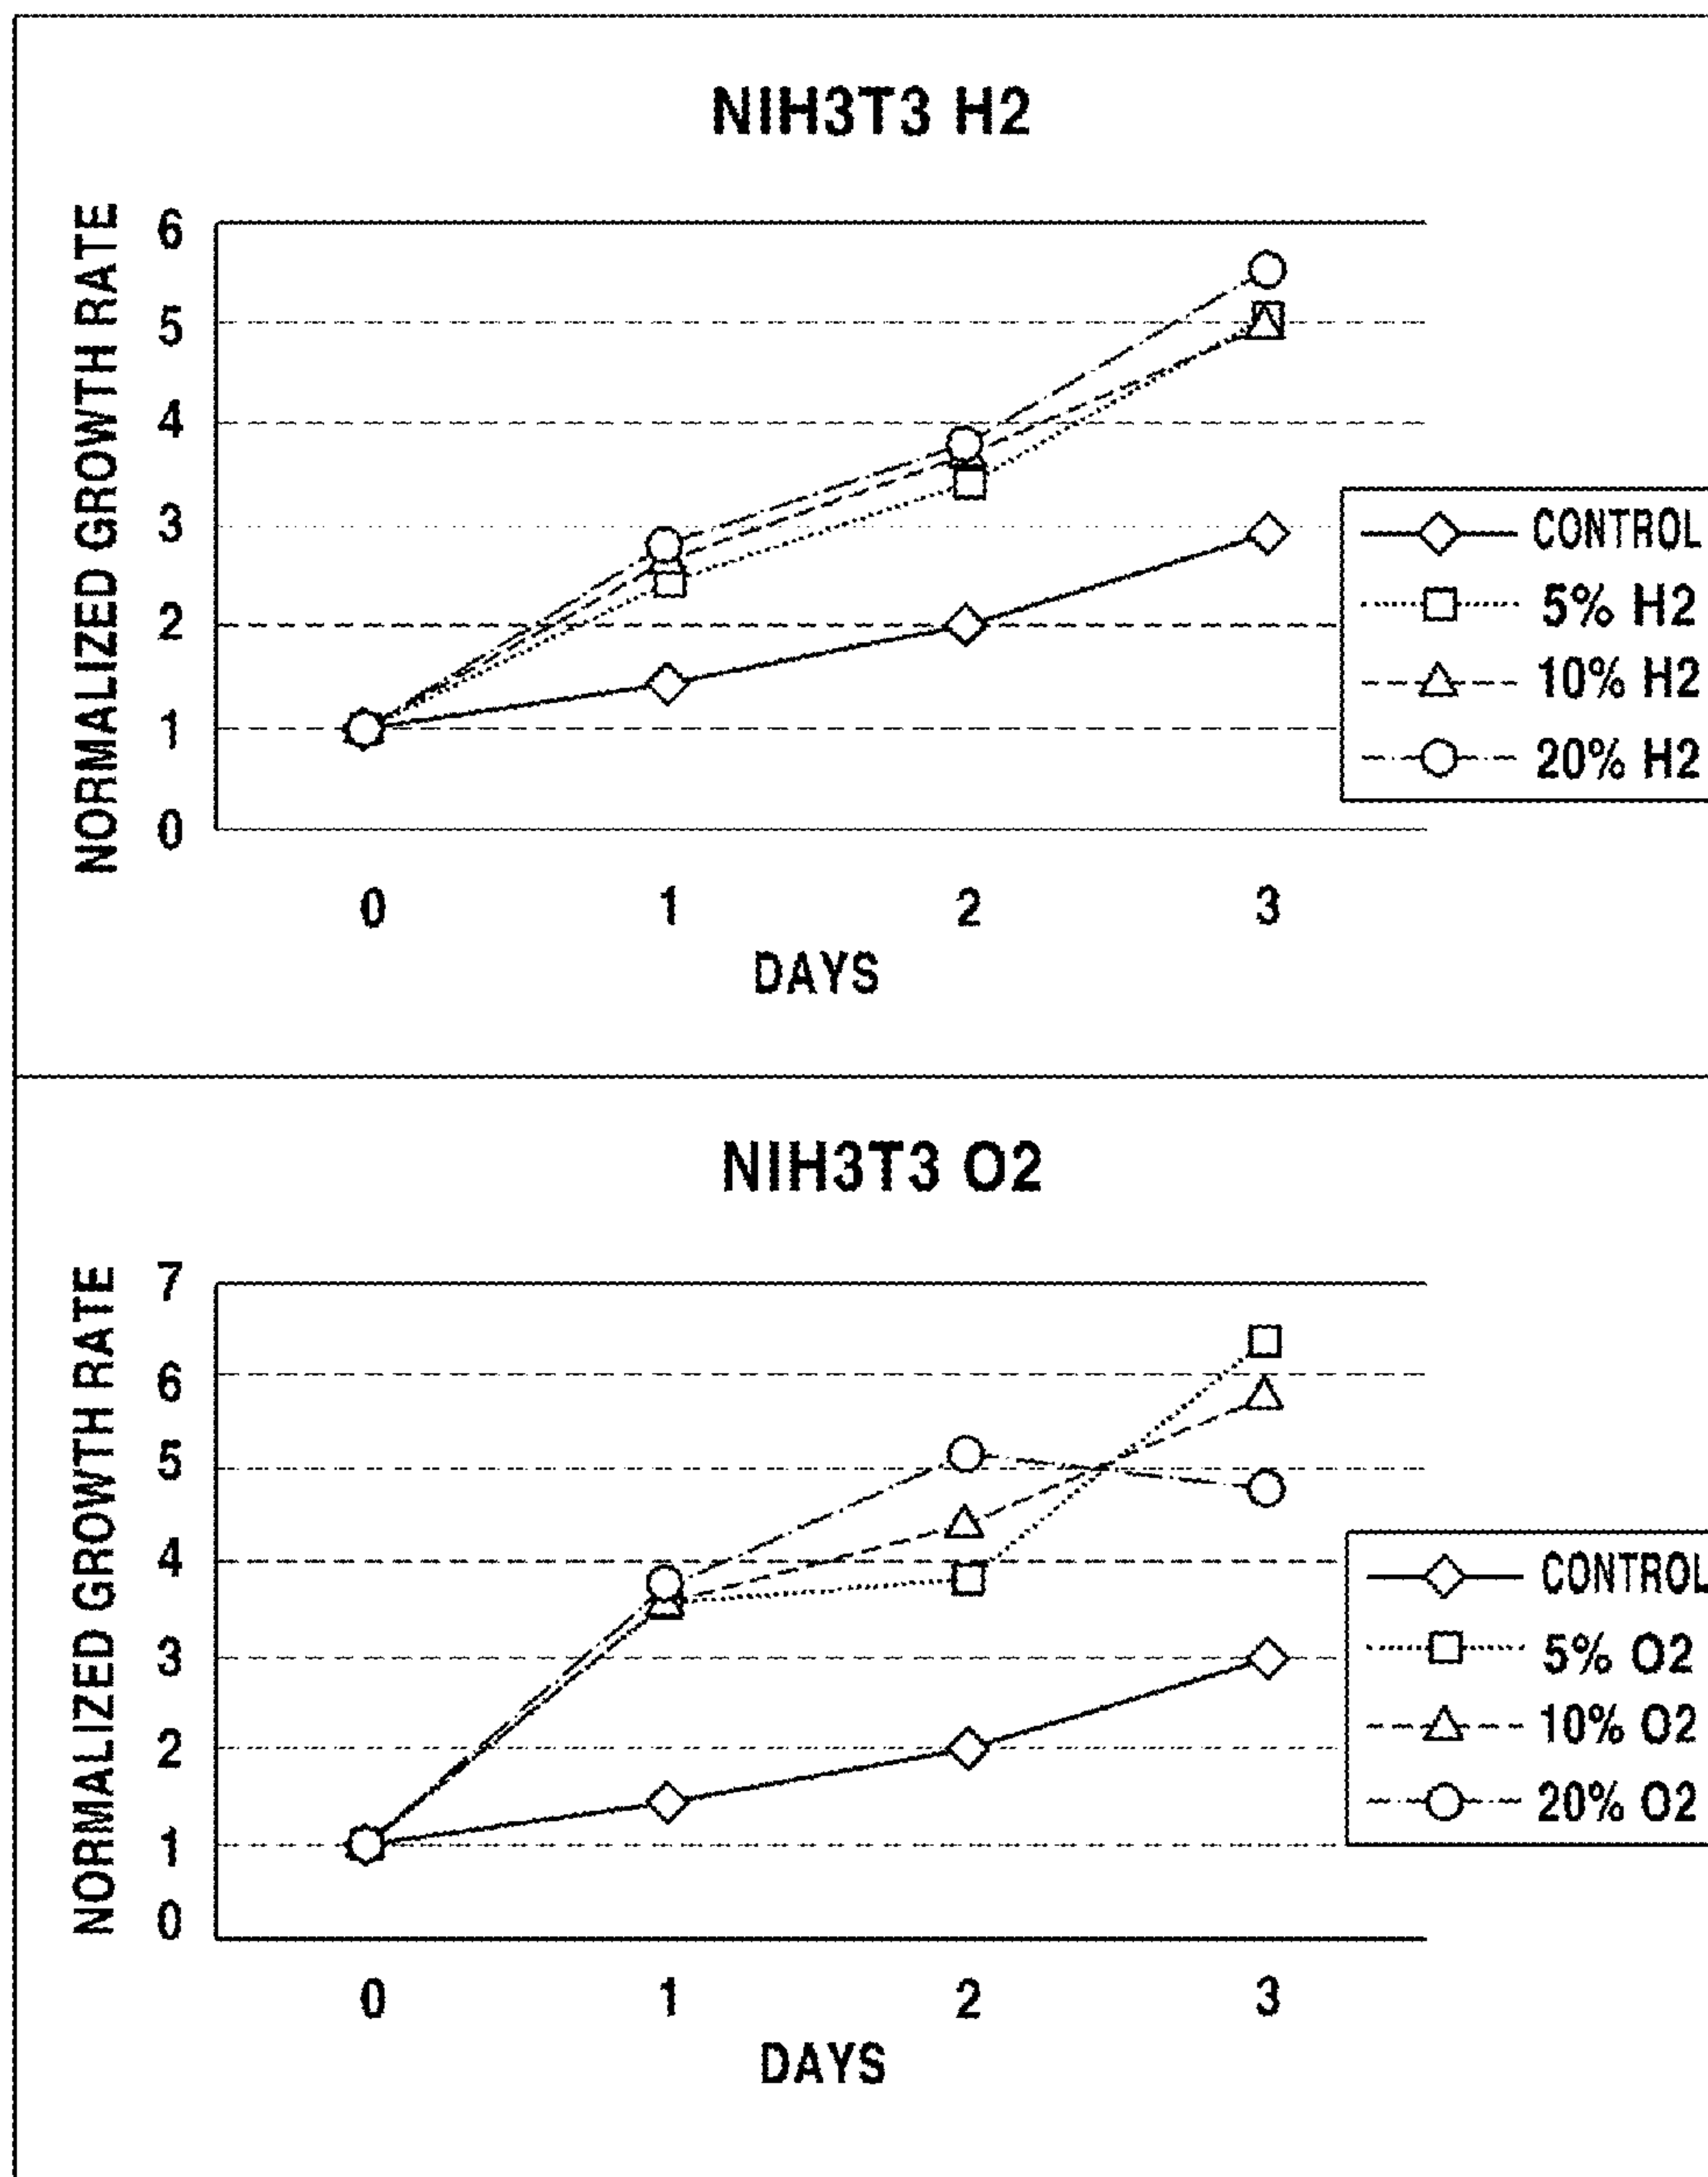 NIH3T3 H2
NORMALIZED GROWTH RATE
6
5
4
3
2
1
0
0 1 2 3
DAYS
CONTROL
5% H2
10% H2
20% H2
NIH3T3 O2
NORMALIZED GROWTH RATE
7
6
5
4
3
2
1
0
0 1 2 3
DAYS
CONTROL
5% O2
10% O2
20% O2